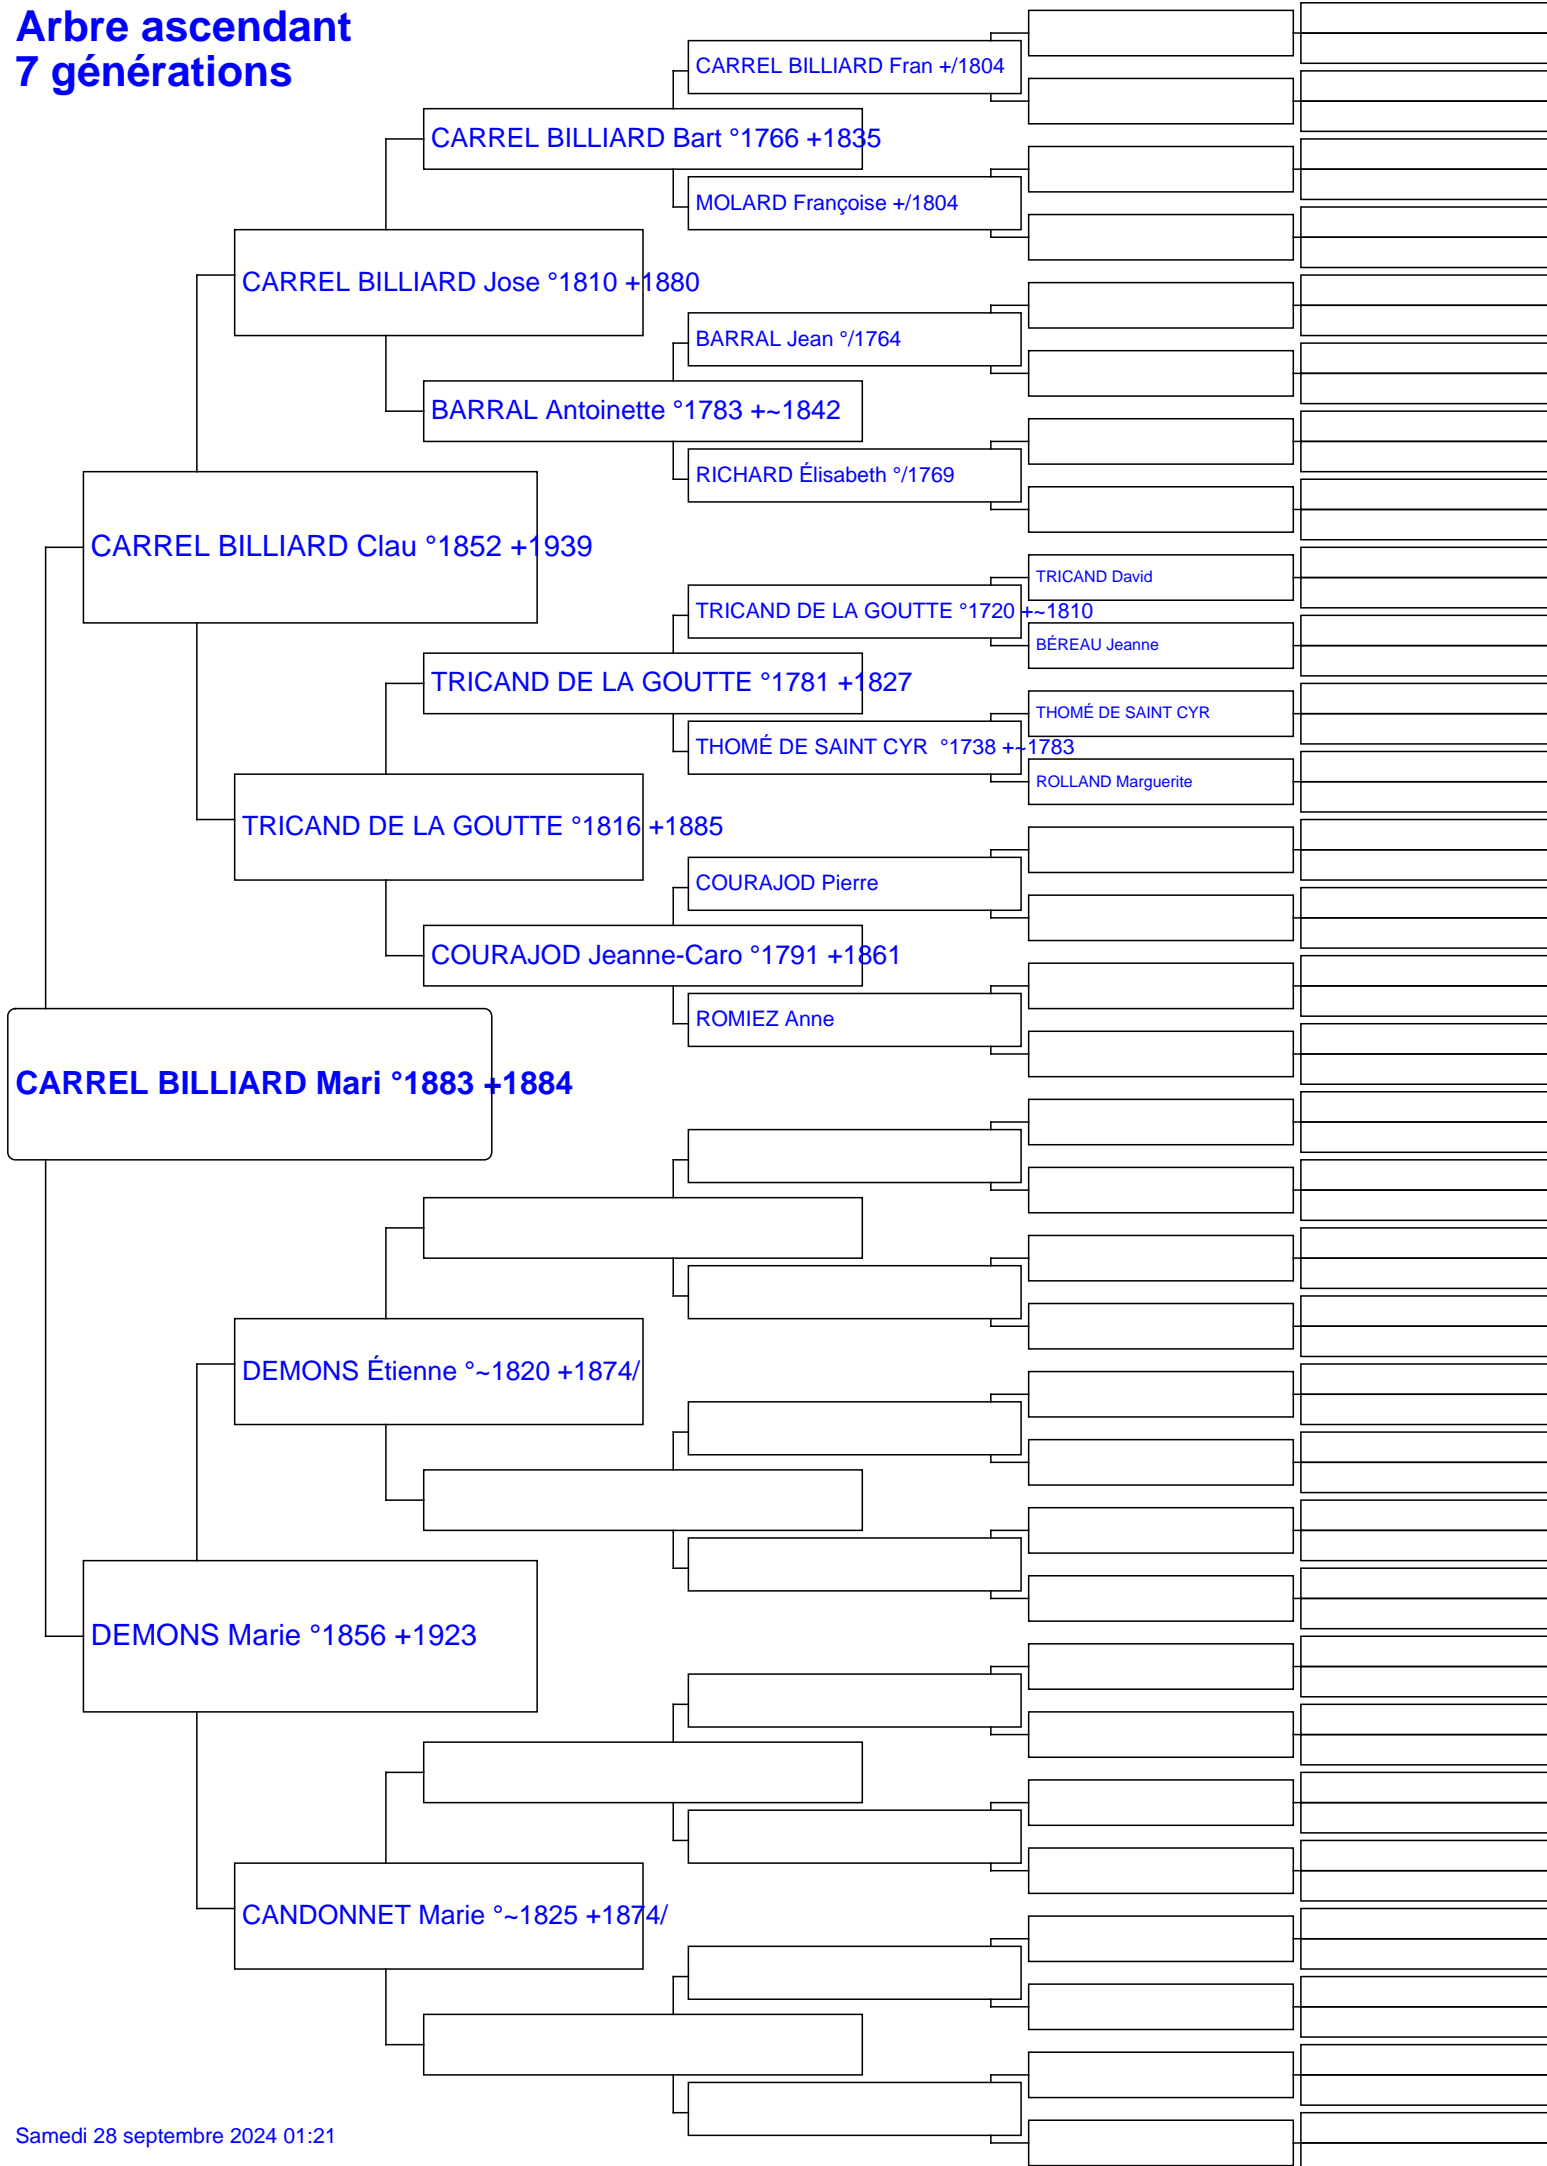 Arbre ascendant
7 générations
CARREL BILLIARD Fran +/1804
CARREL BILLIARD Bart °1766 +1835
MOLARD Françoise +/1804
CARREL BILLIARD Jose °1810 +1880
BARRAL Jean °/1764
BARRAL Antoinette °1783 +~1842
RICHARD Élisabeth °/1769
CARREL BILLIARD Clau °1852 +1939
TRICAND David
TRICAND DE LA GOUTTE °1720 +~1810
BÉREAU Jeanne
TRICAND DE LA GOUTTE °1781 +1827
THOMÉ DE SAINT CYR
THOMÉ DE SAINT CYR  °1738 +~1783
ROLLAND Marguerite
TRICAND DE LA GOUTTE °1816 +1885
COURAJOD Pierre
COURAJOD Jeanne-Caro °1791 +1861
ROMIEZ Anne
CARREL BILLIARD Mari °1883 +1884
DEMONS Étienne °~1820 +1874/
DEMONS Marie °1856 +1923
CANDONNET Marie °~1825 +1874/
Samedi 28 septembre 2024 01:21